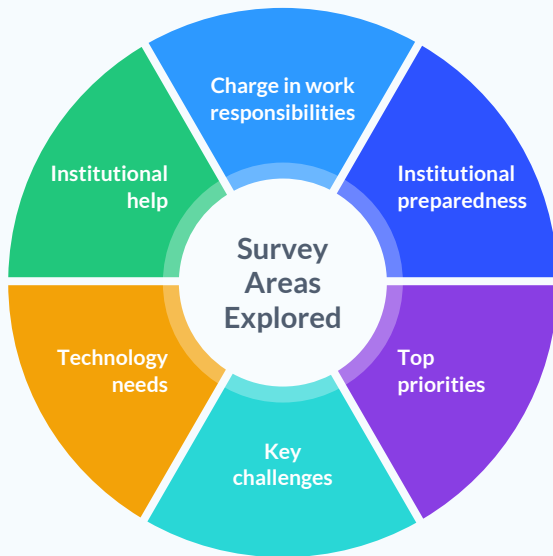 Charge in work
responsibilities
Institutional
preparedness
Top
priorities
Key
challenges
Technology
needs
Institutional
help
Survey
Areas
Explored